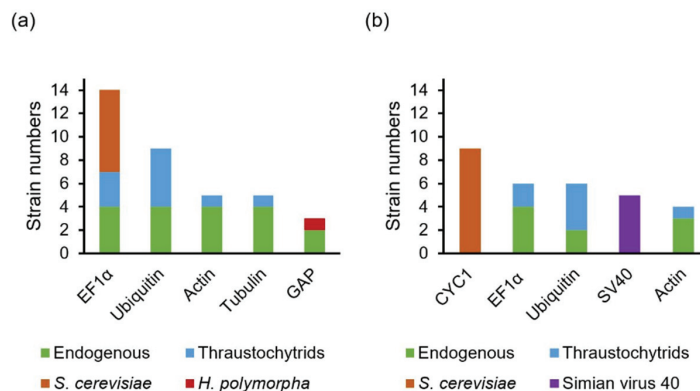 (a)
Strain numbers
14
12
10
8
6
4
2
0
EF1α
Ubiquitin
Actin
Tubulin
GAP
Endogenous
Thraustochytrids
S. cerevisiae
H. polymorpha
(b)
Strain numbers
14
12
10
8
6
4
2
0
CYC1
EF1α
Ubiquitin
SV40
Actin
Endogenous
Thraustochytrids
S. cerevisiae
Simian virus 40